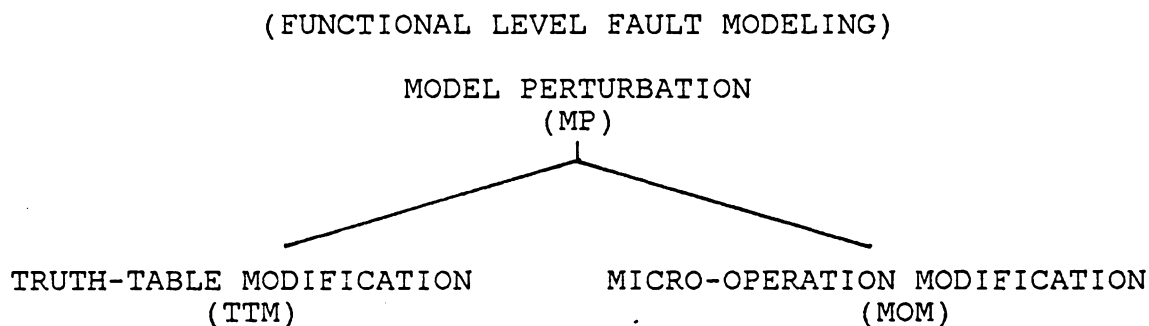 (FUNCTIONAL LEVEL FAULT MODELING)
MODEL PERTURBATION
(MP)
TRUTH-TABLE MODIFICATION
(TTM)
MICRO-OPERATION MODIFICATION
(MOM)